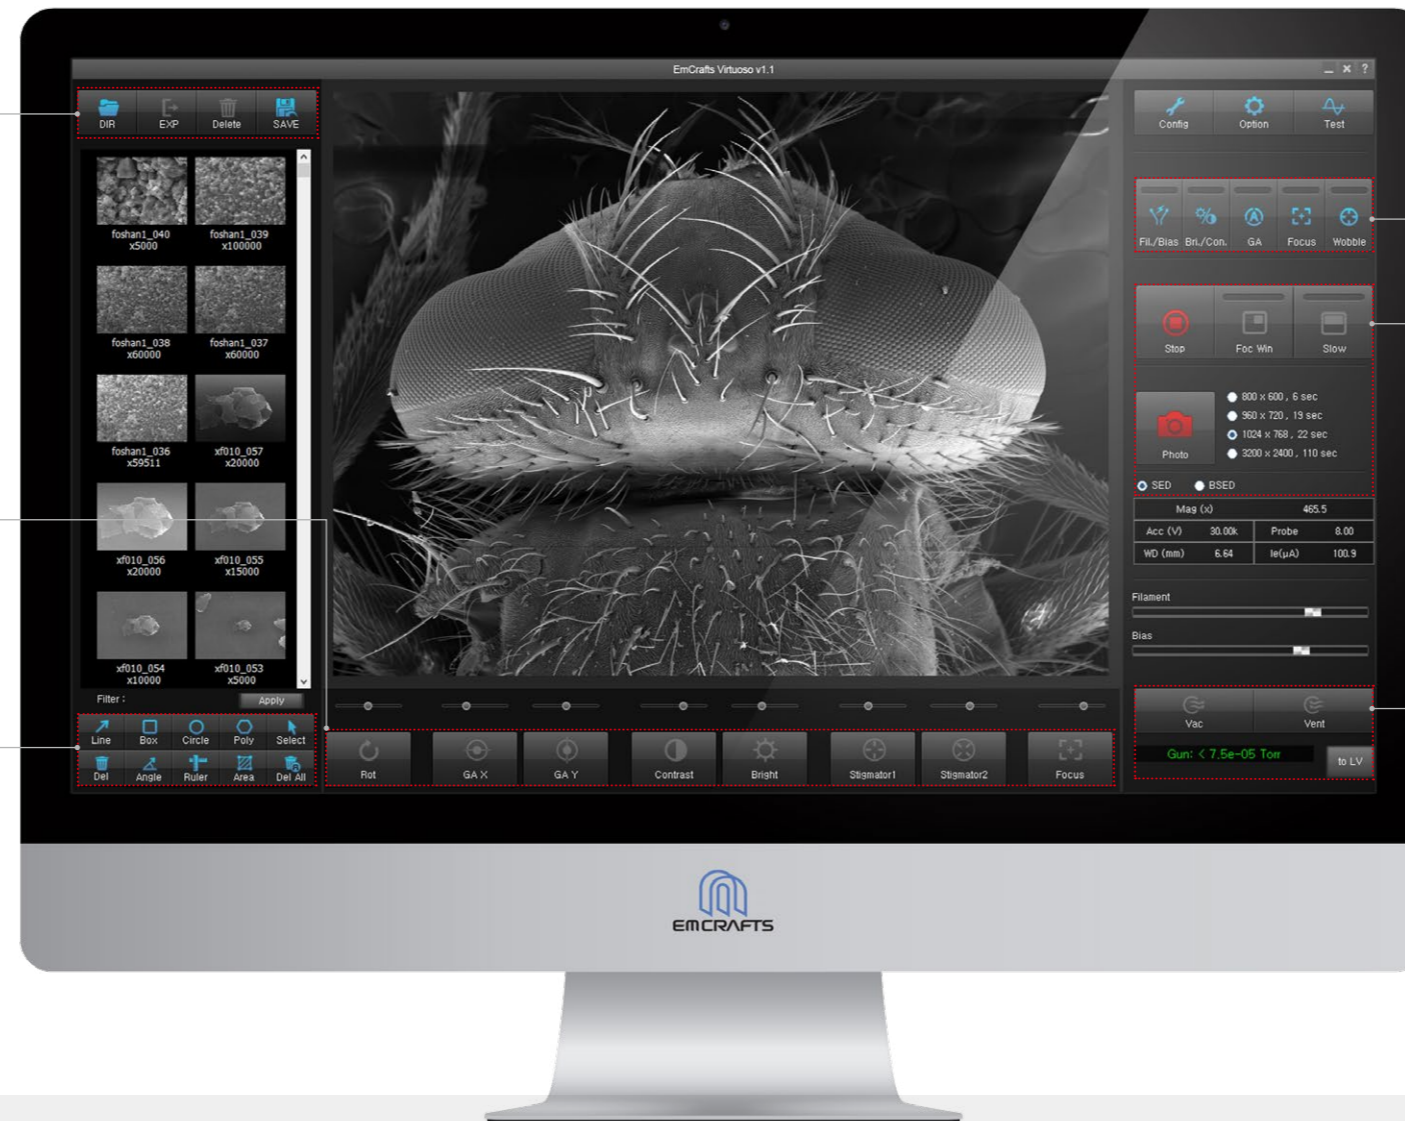 EmCrafts Virtuoso v1.1
DIR EXP Delete SAVE
foshan1_040 foshan1_039
x5000 x100000
foshan1_038 foshan1_037
x60000 x60000
foshan1_036 xf010_057
x59511 x20000
xf010_056 xf010_055
x20000 x15000
xf010_054 xf010_053
x10000 x5000
Filter : Apply
Line Box Circle Poly Select
Del Angle Ruler Area Del All
Rot GA X GA Y Contrast Bright Stigmator1 Stigmator2 Focus
Config Option Test
Fil./Bias Bri./Con. GA Focus Wobble
Stop Foc Win Slow
800 x 600 , 6 sec
960 x 720 , 19 sec
1024 x 768 , 22 sec
3200 x 2400 , 110 sec
Photo
SED BSED
Mag (x) 465.5
Acc (V) 30.00k Probe 8.00
WD (mm) 6.64 Ie(μA) 100.9
Filament
Bias
Vac Vent
Gun: < 7.5e-05 Torr
to LV
EMCRAFTS